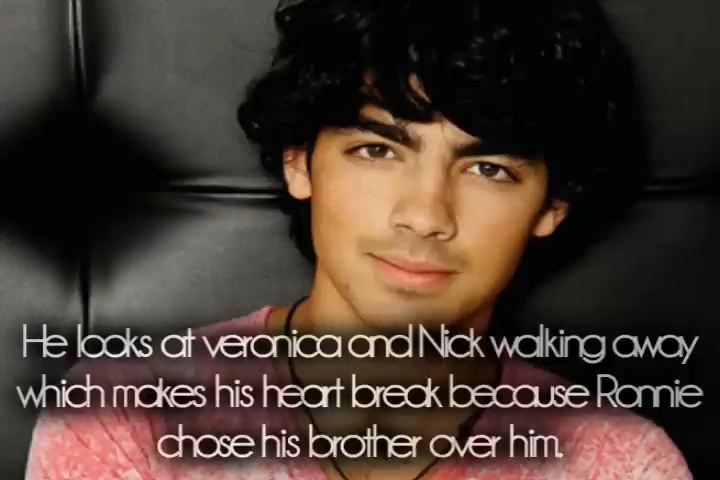 He looks at veronica and Nick walking away
which makes his heart break because Ronnie
chose his brother over him.